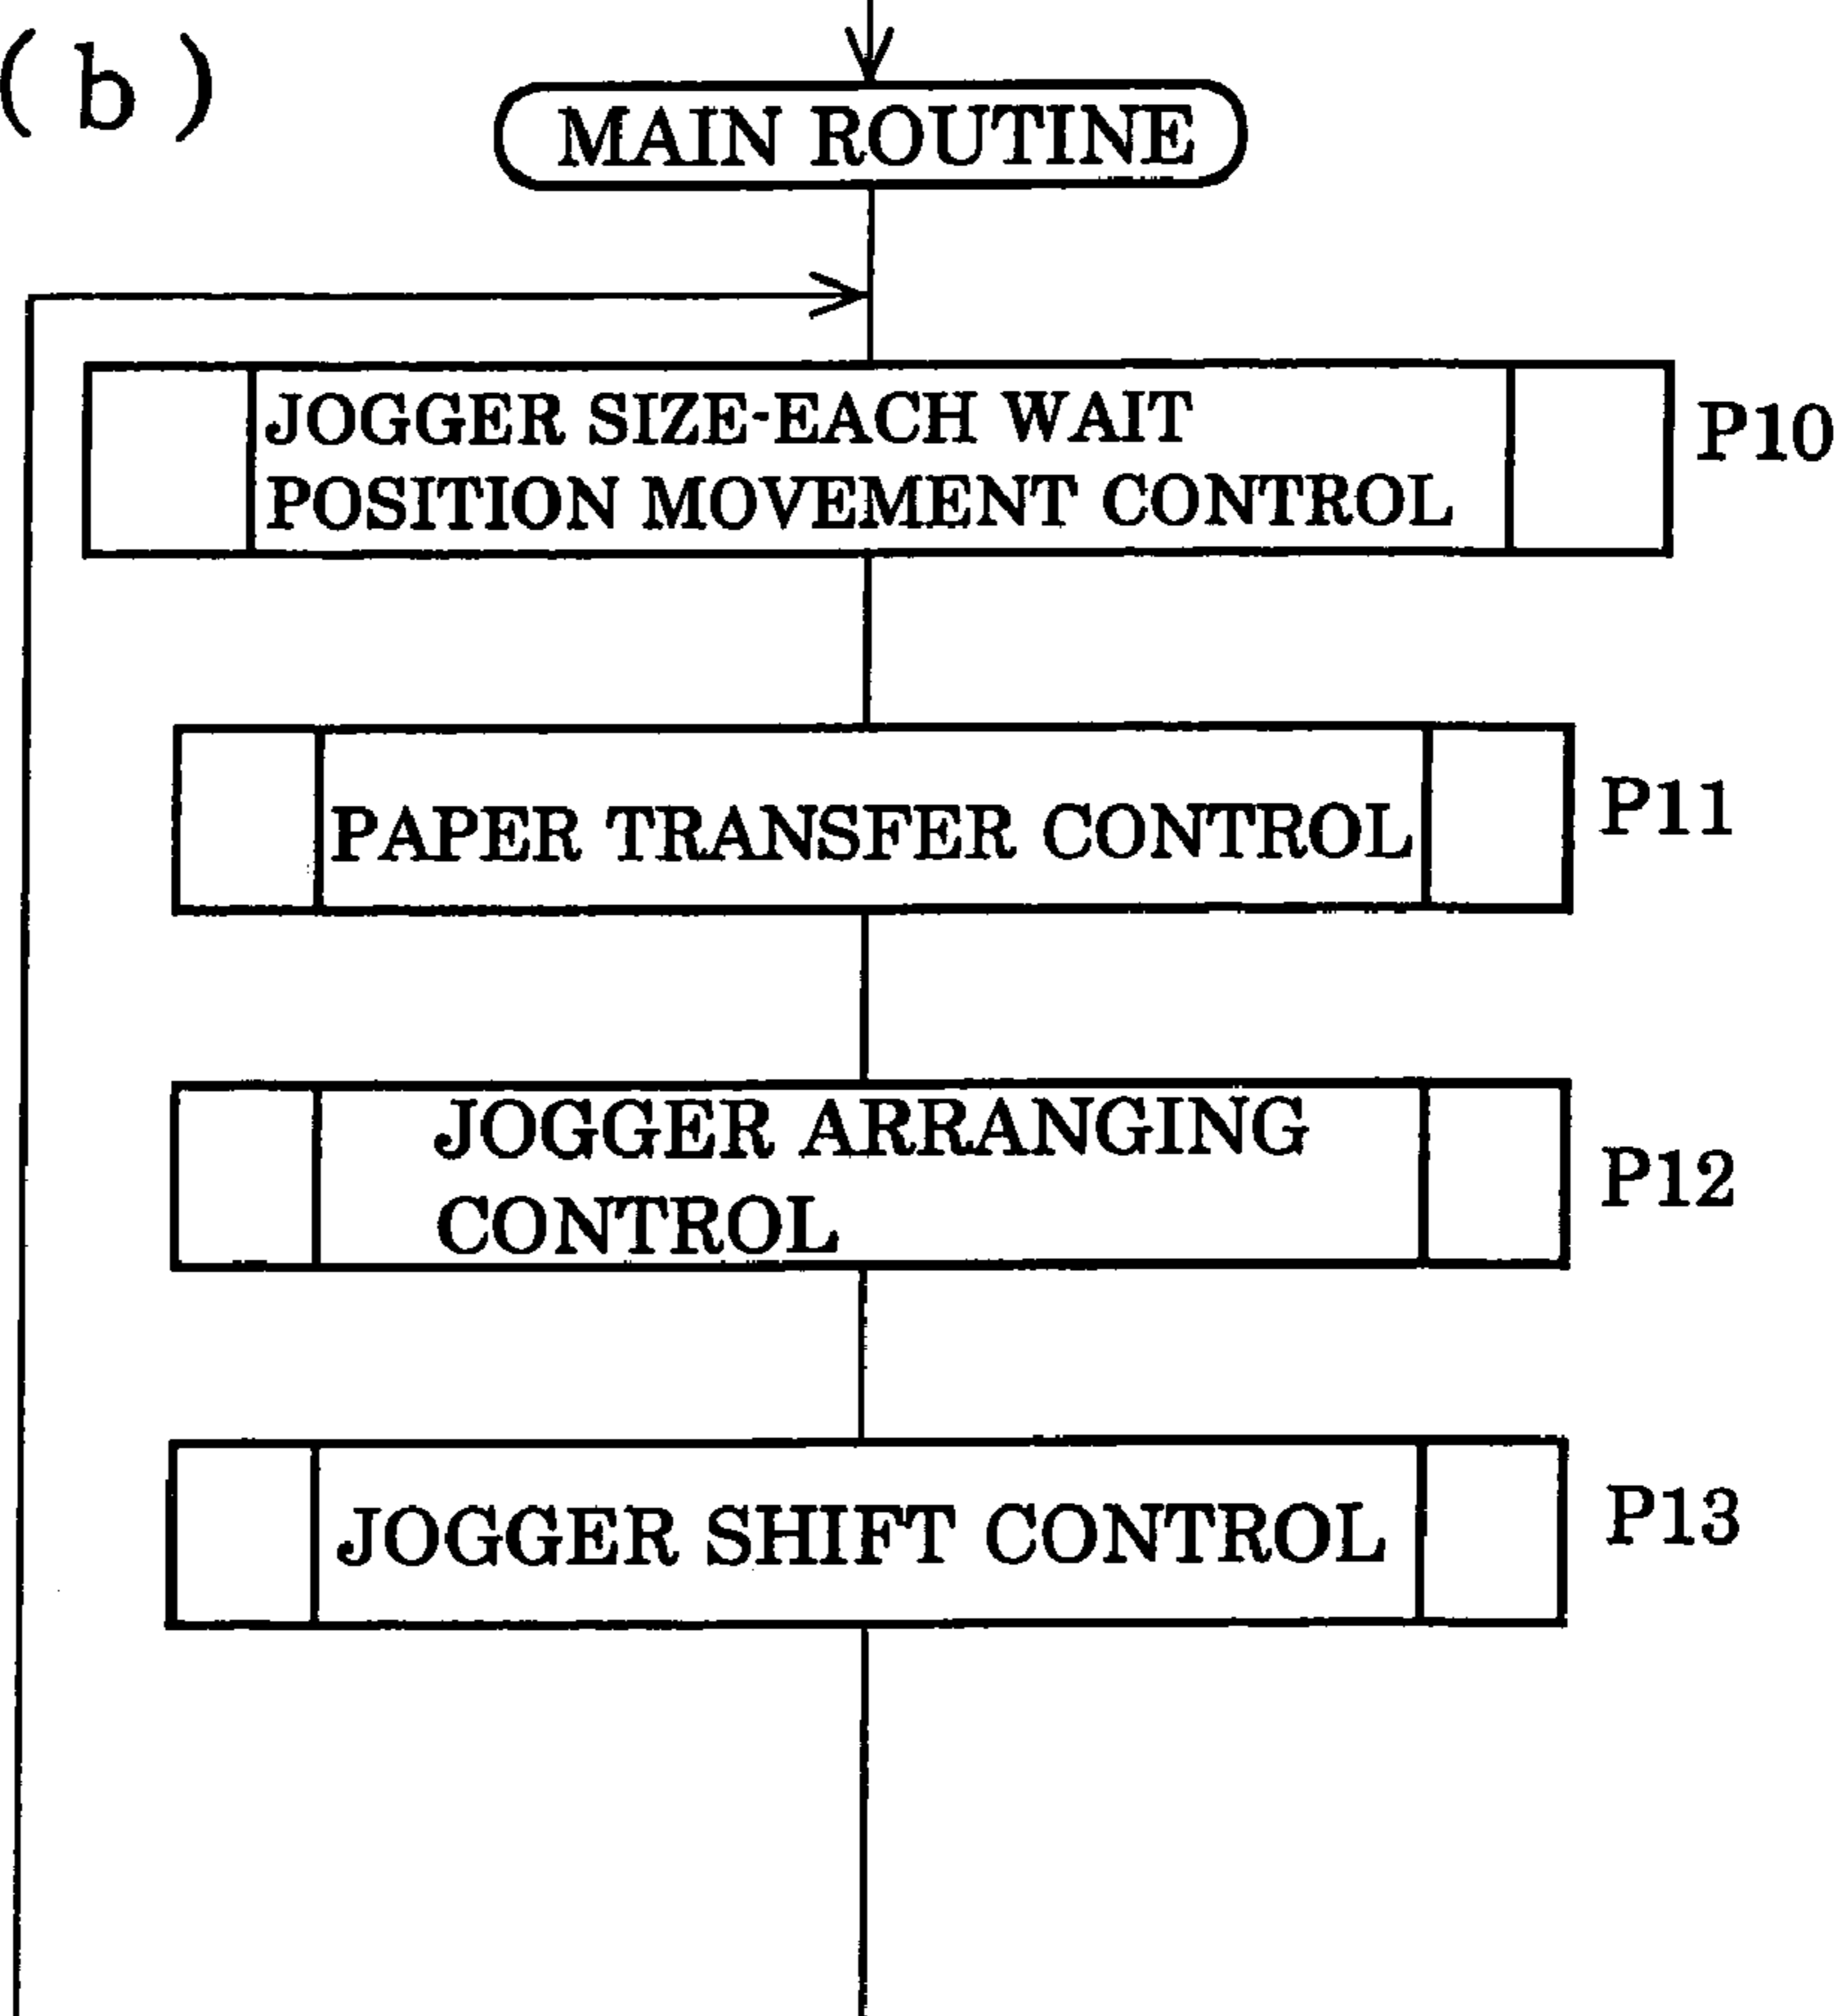 (b)
MAIN ROUTINE
JOGGER SIZE-EACH WAIT
POSITION MOVEMENT CONTROL
P10
PAPER TRANSFER CONTROL
P11
JOGGER ARRANGING
CONTROL
P12
JOGGER SHIFT CONTROL
P13